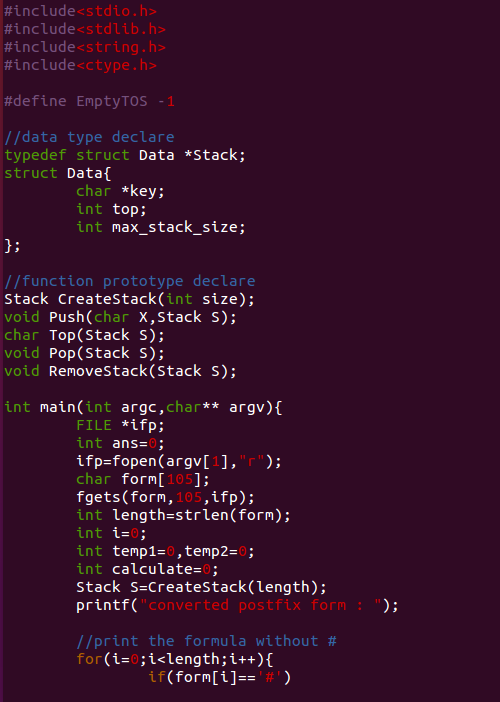 #include<stdio.h>
#include<stdlib.h>
#include<string.h>
#include<ctype.h>

#define EmptyTOS -1

//data type declare
typedef struct Data *Stack;
struct Data{
        char *key;
        int top;
        int max_stack_size;
};

//function prototype declare
Stack CreateStack(int size);
void Push(char X,Stack S);
char Top(Stack S);
void Pop(Stack S);
void RemoveStack(Stack S);

int main(int argc,char** argv){
        FILE *ifp;
        int ans=0;
        ifp=fopen(argv[1],"r");
        char form[105];
        fgets(form,105,ifp);
        int length=strlen(form);
        int i=0;
        int temp1=0,temp2=0;
        int calculate=0;
        Stack S=CreateStack(length);
        printf("converted postfix form : ");

        //print the formula without #
        for(i=0;i<length;i++){
                if(form[i]=='#')